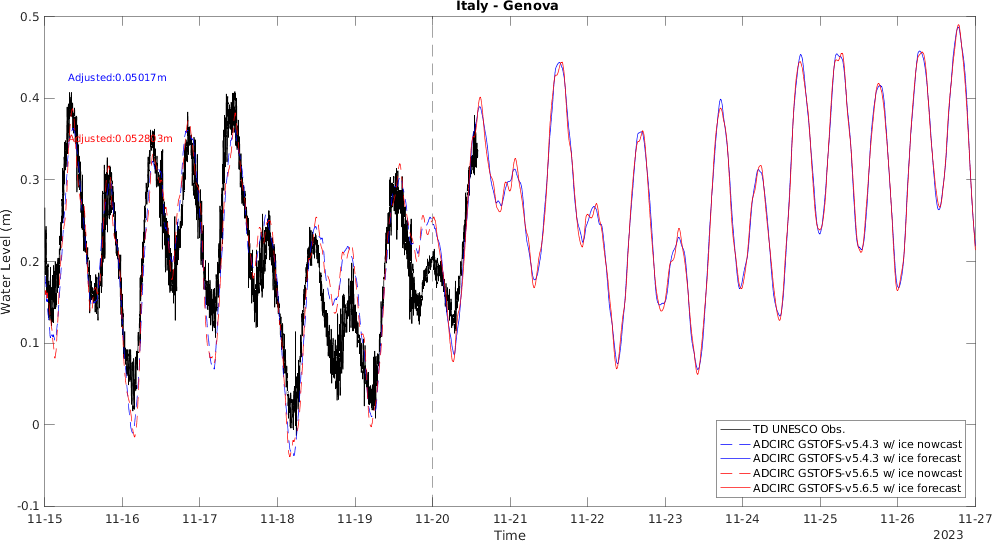 Italy - Genova
0.5
0.4
0.3
0.2
0.1
0
-0.1
Water Level (m)
Adjusted:0.05017m
TD UNESCO Obs.
ADCIRC GSTOFS-v5.4.3 w/ ice nowcast
ADCIRC GSTOFS-v5.4.3 w/ ice forecast
ADCIRC GSTOFS-v5.6.5 w/ ice nowcast
ADCIRC GSTOFS-v5.6.5 w/ ice forecast
11-15 11-16 11-17 11-18 11-19 11-20 11-21 11-22 11-23 11-24 11-25 11-26 11-27
Time
2023